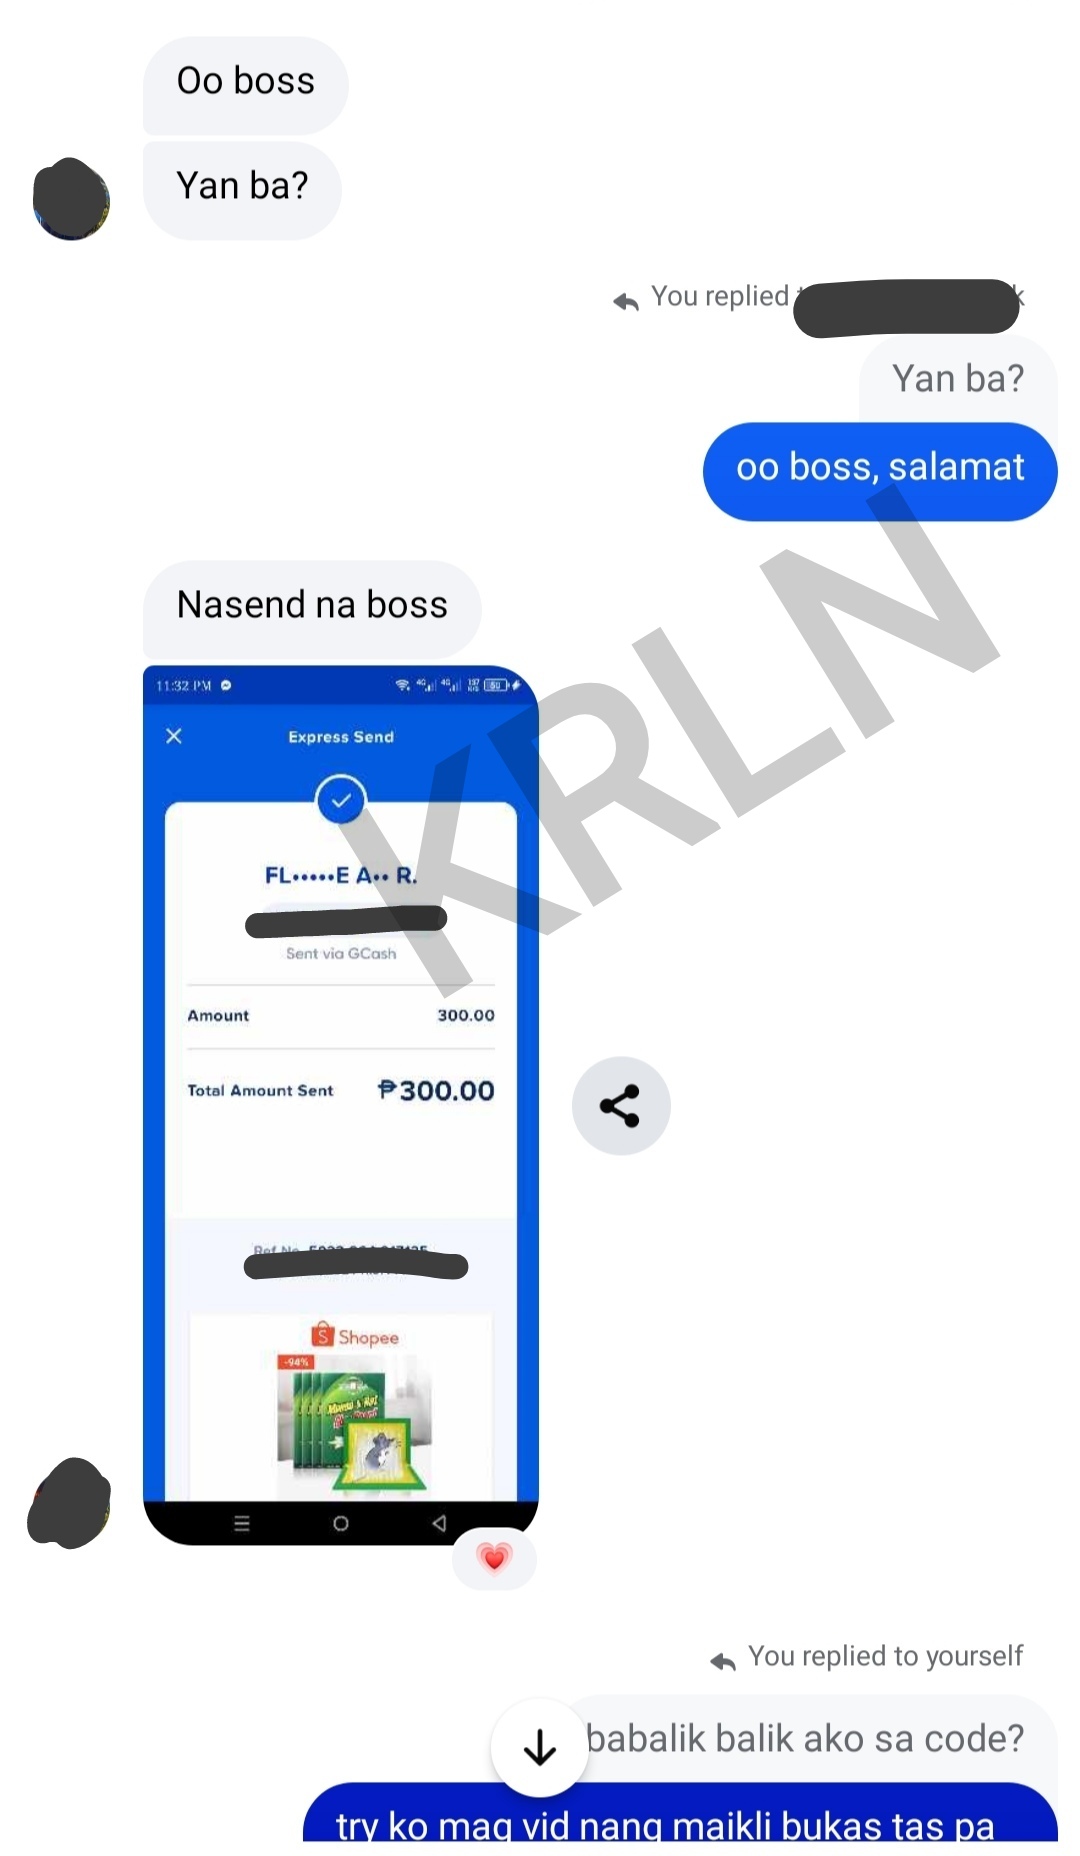 Oo boss
Yan ba?
You replied
Yan ba?
oo boss, salamat
Nasend na boss
11:32 PM
Express Send
FL•••••E A•• R.
Sent via GCash
Amount 300.00
Total Amount Sent ₱300.00
Ref No.
Shopee
-94%
KRLN
You replied to yourself
babalik balik ako sa code?
try ko mag vid nang maikli bukas tas pa